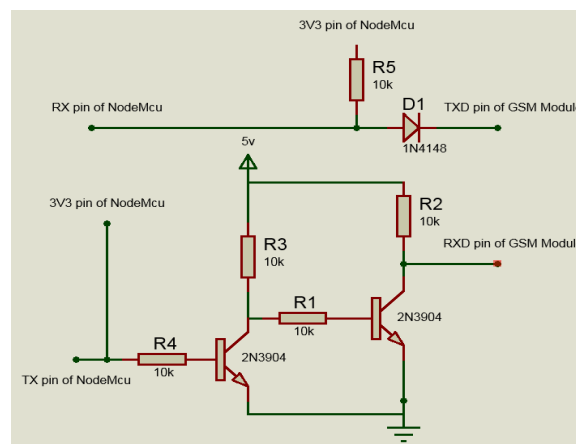 3V3 pin of NodeMcu
R5
10k
RX pin of NodeMcu
D1
TXD pin of GSM Modul
1N4148
5v
3V3 pin of NodeMcu
R2
10k
R3
10k
RXD pin of GSM Modul
R1
10k
2N3904
R4
10k
2N3904
TX pin of NodeMcu